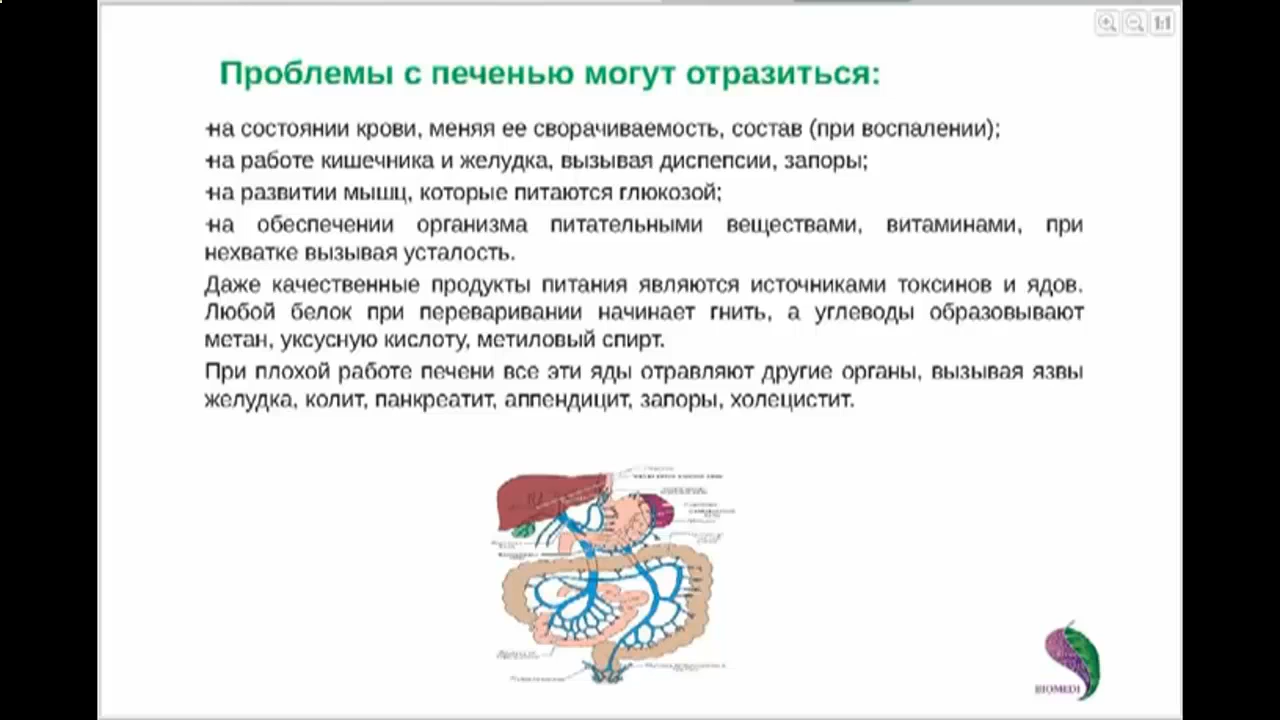 1:1
Проблемы с печенью могут отразиться:
на состоянии крови, меняя ее сворачиваемость, состав (при воспалении);
на работе кишечника и желудка, вызывая диспепсии, запоры;
на развитии мышц, которые питаются глюкозой;
на обеспечении организма питательными веществами, витаминами, при
нехватке вызывая усталость.
Даже качественные продукты питания являются источниками токсинов и ядов.
Любой белок при переваривании начинает гнить, а углеводы образовывают
метан, уксусную кислоту, метиловый спирт.
При плохой работе печени все эти яды отравляют другие органы, вызывая язвы
желудка, колит, панкреатит, аппендицит, запоры, холецистит.
BIOMEDI